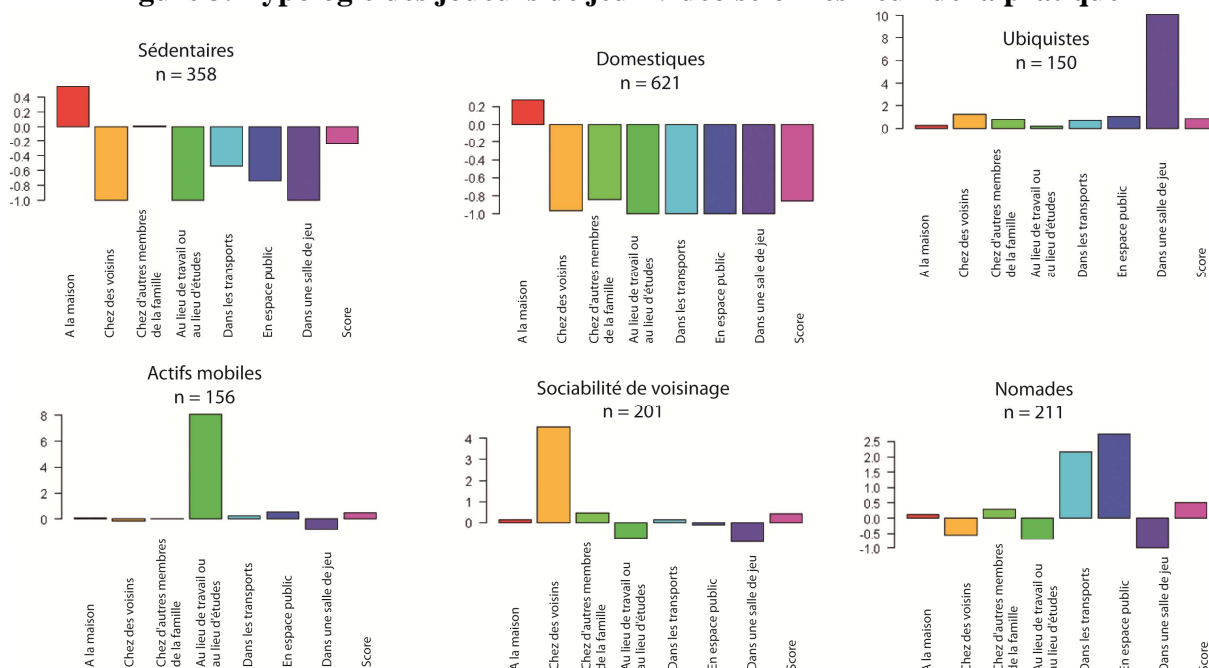 ypologie des joueurs de jeux vidéo selon les lieux de la pratique
Sédentaires
n = 358
0.4
0.2
0.0
-0.2
-0.4
-0.6
-0.8
-1.0
A la maison
Chez des voisins
Chez d'autres membres
de la famille
Au lieu de travail ou
au lieu d'études
Dans les transports
En espace public
Dans une salle de jeu
Score
Domestiques
n = 621
0.2
0.0
-0.2
-0.4
-0.6
-0.8
-1.0
A la maison
Chez des voisins
Chez d'autres membres
de la famille
Au lieu de travail ou
au lieu d'études
Dans les transports
En espace public
Dans une salle de jeu
Score
Ubiquistes
n = 150
10
8
6
4
2
0
A la maison
Chez des voisins
Chez d'autres membres
de la famille
Au lieu de travail ou
au lieu d'études
Dans les transports
En espace public
Dans une salle de jeu
Score
Actifs mobiles
n = 156
8
6
4
2
0
A la maison
Chez des voisins
Chez d'autres membres
de la famille
Au lieu de travail ou
au lieu d'études
Dans les transports
En espace public
Dans une salle de jeu
Score
Sociabilité de voisinage
n = 201
4
3
2
1
0
A la maison
Chez des voisins
Chez d'autres membres
de la famille
Au lieu de travail ou
au lieu d'études
Dans les transports
En espace public
Dans une salle de jeu
Score
Nomades
n = 211
2.5
2.0
1.5
1.0
0.5
0.0
-0.5
-1.0
A la maison
Chez des voisins
Chez d'autres membres
de la famille
Au lieu de travail ou
au lieu d'études
Dans les transports
En espace public
Dans une salle de jeu
Score